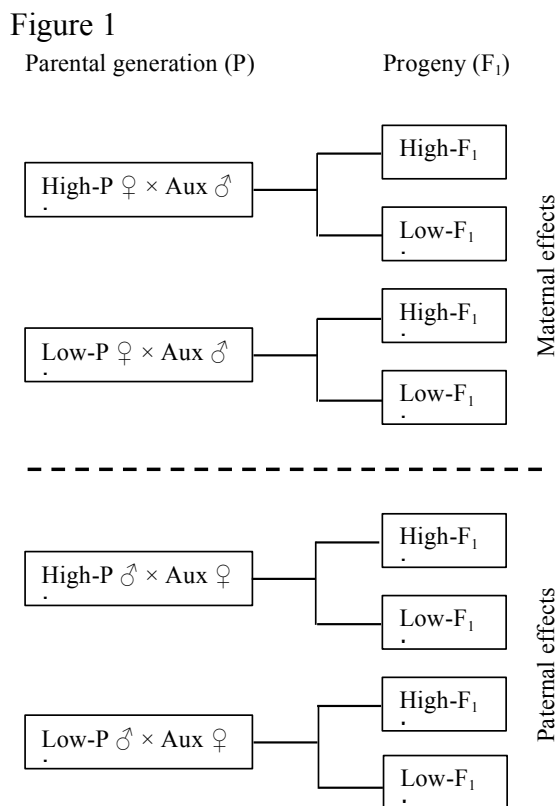 Figure 1
Parental generation (P)
Progeny (F₁)
High-P ♀ × Aux ♂
High-F₁
Low-F₁
Low-P ♀ × Aux ♂
High-F₁
Low-F₁
Maternal effects
High-P ♂ × Aux ♀
High-F₁
Low-F₁
Low-P ♂ × Aux ♀
High-F₁
Low-F₁
Paternal effects